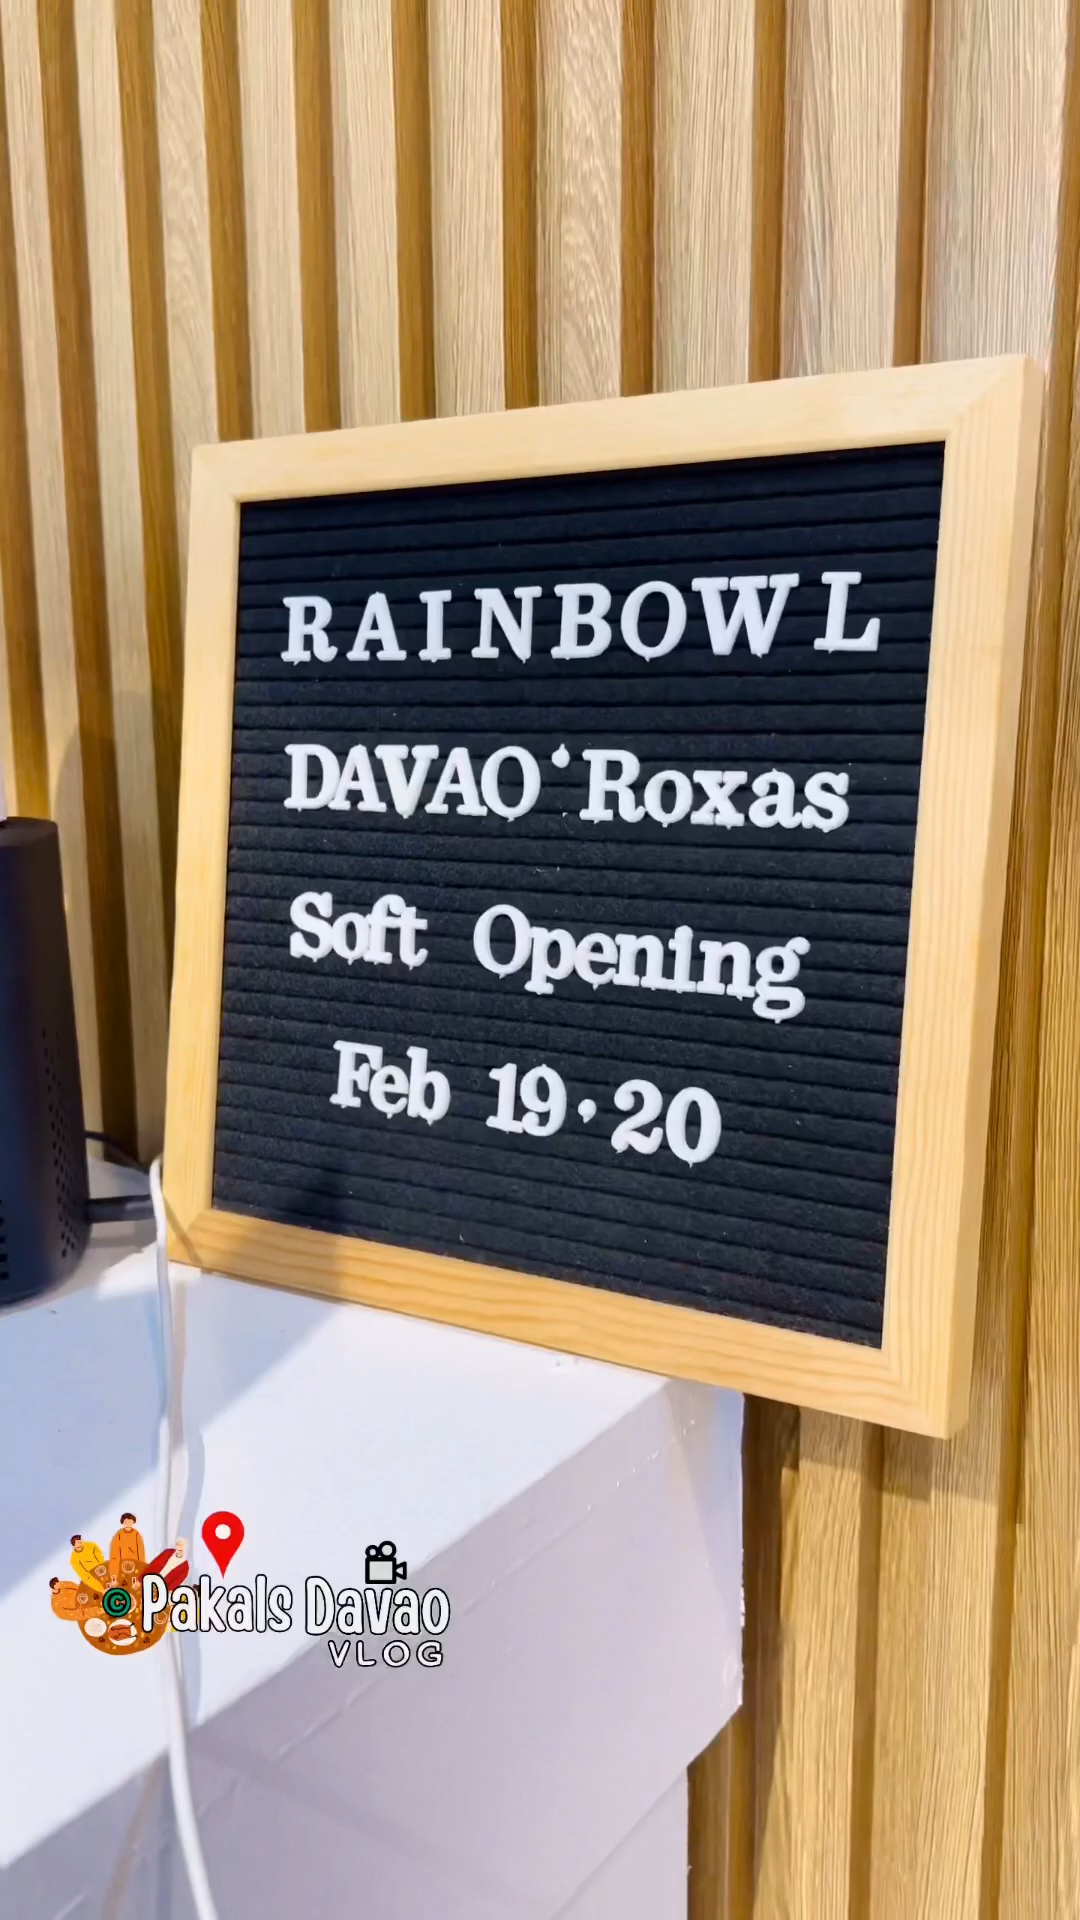 RAINBOWL
DAVAO'Roxas
Soft Opening
Feb 19·20
© Pakals Davao
VLOG